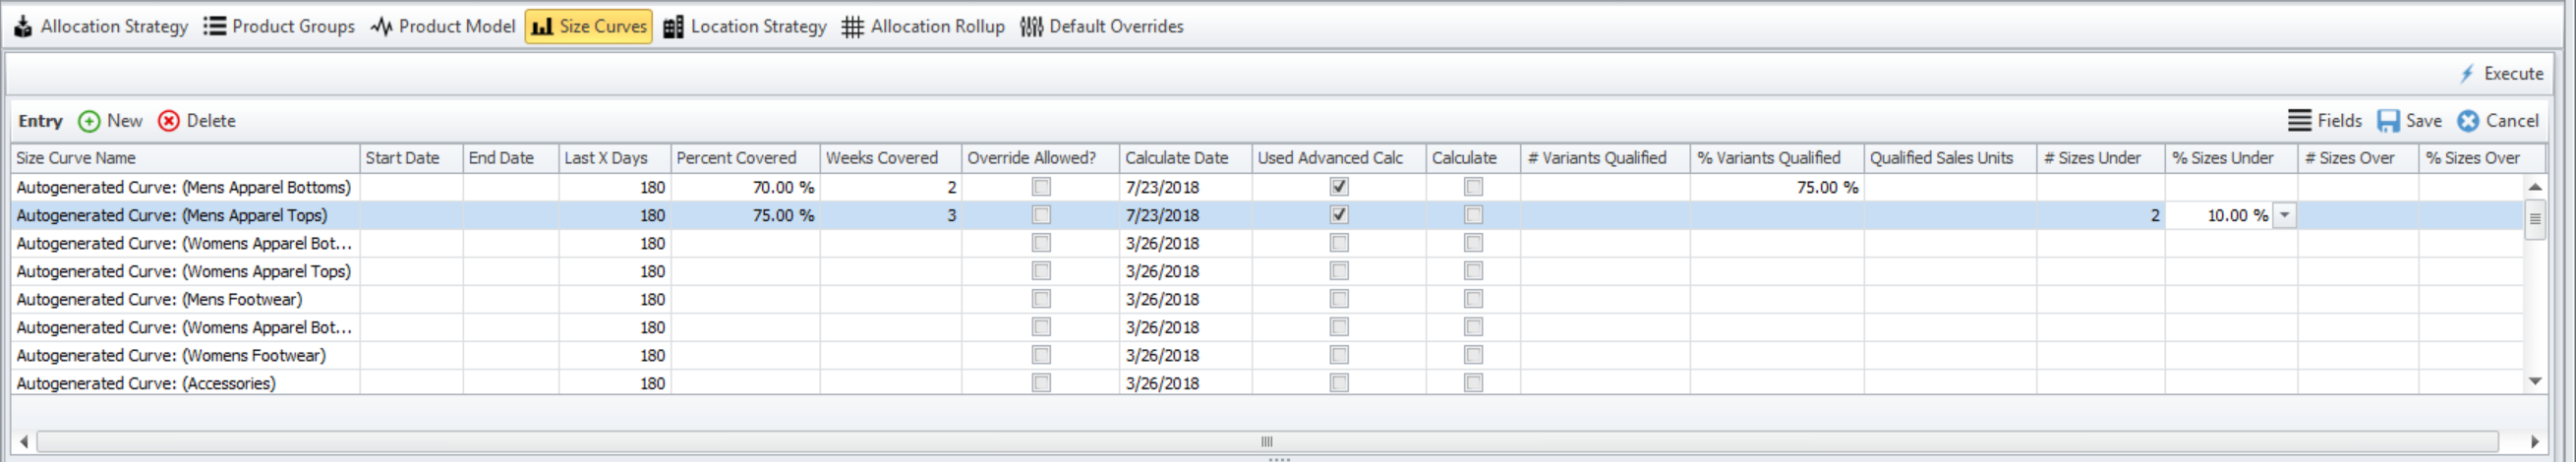 Allocation Strategy Product Groups Product Model Size Curves Location Strategy Allocation Rollup Default Overrides
Execute
Entry New Delete Fields Save Cancel
Size Curve Name Start Date End Date Last X Days Percent Covered Weeks Covered Override Allowed? Calculate Date Used Advanced Calc Calculate # Variants Qualified % Variants Qualified Qualified Sales Units # Sizes Under % Sizes Under # Sizes Over % Sizes Over
Autogenerated Curve: (Mens Apparel Bottoms) 180 70.00 % 2 7/23/2018 75.00 %
Autogenerated Curve: (Mens Apparel Tops) 180 75.00 % 3 7/23/2018 2 10.00 %
Autogenerated Curve: (Womens Apparel Bot... 180 3/26/2018
Autogenerated Curve: (Womens Apparel Tops) 180 3/26/2018
Autogenerated Curve: (Mens Footwear) 180 3/26/2018
Autogenerated Curve: (Womens Apparel Bot... 180 3/26/2018
Autogenerated Curve: (Womens Footwear) 180 3/26/2018
Autogenerated Curve: (Accessories) 180 3/26/2018